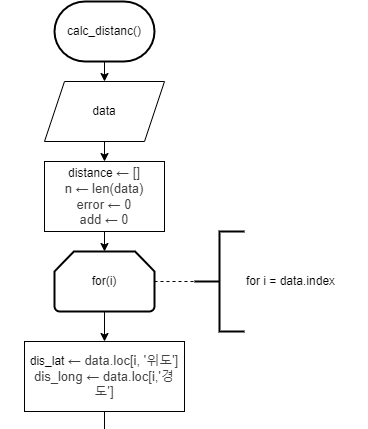 calc_distanc()
data
distance ← []
n ← len(data)
error ← 0
add ← 0
for(i)
for i = data.index
dis_lat ← data.loc[i, '위도']
dis_long ← data.loc[i,'경
도']